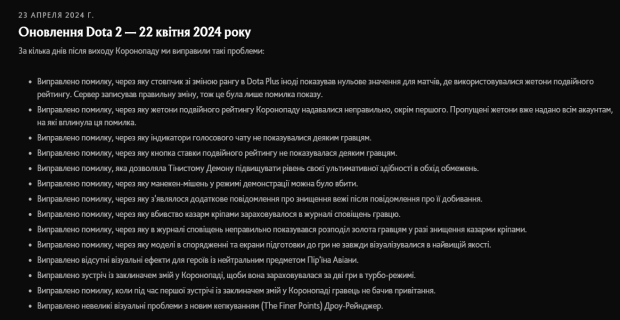 23 АПРЕЛЯ 2024 Г.
Оновлення Dota 2 — 22 квітня 2024 року
За кілька днів після виходу Коронопаду ми виправили такі проблеми:
• Виправлено помилку, через яку стовпчик зі зміною рангу в Dota Plus іноді показував нульове значення для матчів, де використовувалися жетони подвійного
рейтингу. Сервер записував правильну зміну, тож це була лише помилка показу.
• Виправлено помилку, через яку жетони подвійного рейтингу Коронопаду надавалися неправильно, окрім першого. Пропущені жетони вже надано всім акаунтам,
на які вплинула ця помилка.
• Виправлено помилку, через яку індикатори голосового чату не показувалися деяким гравцям.
• Виправлено помилку, через яку кнопка ставки подвійного рейтингу не показувалася деяким гравцям.
• Виправлено помилку, яка дозволяла Тінистому Демону підвищувати рівень своєї ультимативної здібності в обхід обмежень.
• Виправлено помилку, через яку манекен-мішень у режимі демонстрації можна було вбити.
• Виправлено помилку, через яку з’являлося додаткове повідомлення про знищення вежі після повідомлення про її добивання.
• Виправлено помилку, через яку вбивство казарм кріпами зараховувалося в журналі сповіщень гравцю.
• Виправлено помилку, через яку в журналі сповіщень неправильно показувався розподіл золота гравцям у разі знищення казарми кріпами.
• Виправлено помилку, через яку моделі в спорядженні та екрани підготовки до гри не завжди візуалізувалися в найвищій якості.
• Виправлено відсутні візуальні ефекти для героїв із нейтральним предметом Пір’їна Авіани.
• Виправлено зустріч із заклиначем змій у Коронопаді, щоби вона зараховувалася за дві гри в турбо-режимі.
• Виправлено помилку, коли під час першої зустрічі із заклиначем змій у Коронопаді гравець не бачив привітання.
• Виправлено невеликі візуальні проблеми з новим кепкуванням (The Finer Points) Дроу-Рейнджер.